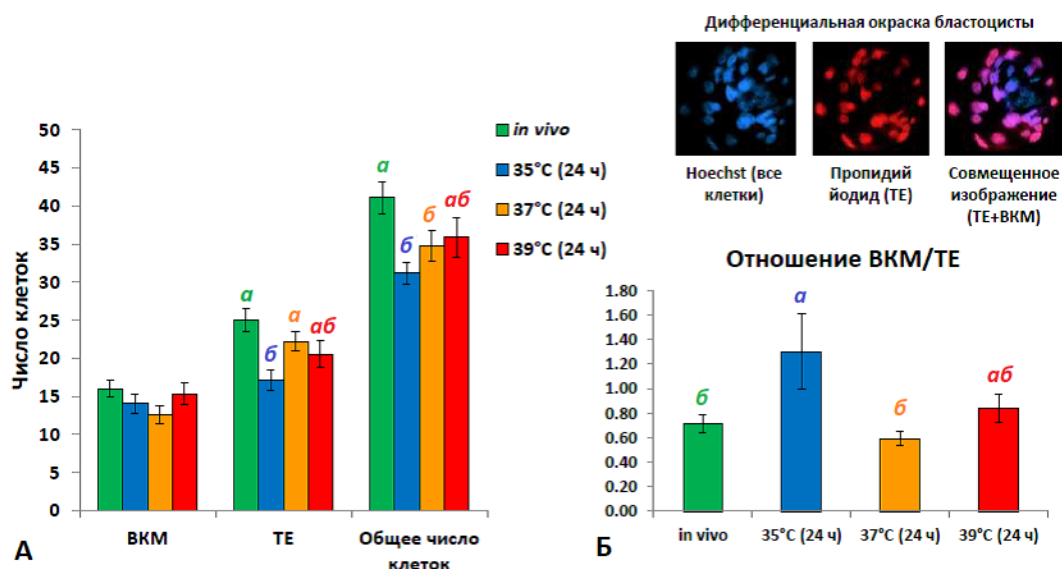 Дифференциальная окраска бластоцисты
Hoechst (все
клетки)
Пропидий
йодид (TE)
Совмещенное
изображение
(TE+ВКМ)
Число клеток
50
45
40
35
30
25
20
15
10
5
0
а
б
а
аб
а
б
б
аб
ВКМ
TE
Общее число
клеток
in vivo
35°C (24 ч)
37°C (24 ч)
39°C (24 ч)
А
Отношение ВКМ/TE
1.80
1.60
1.40
1.20
1.00
0.80
0.60
0.40
0.20
0.00
б
а
б
аб
in vivo
35°C (24 ч)
37°C (24 ч)
39°C (24 ч)
Б